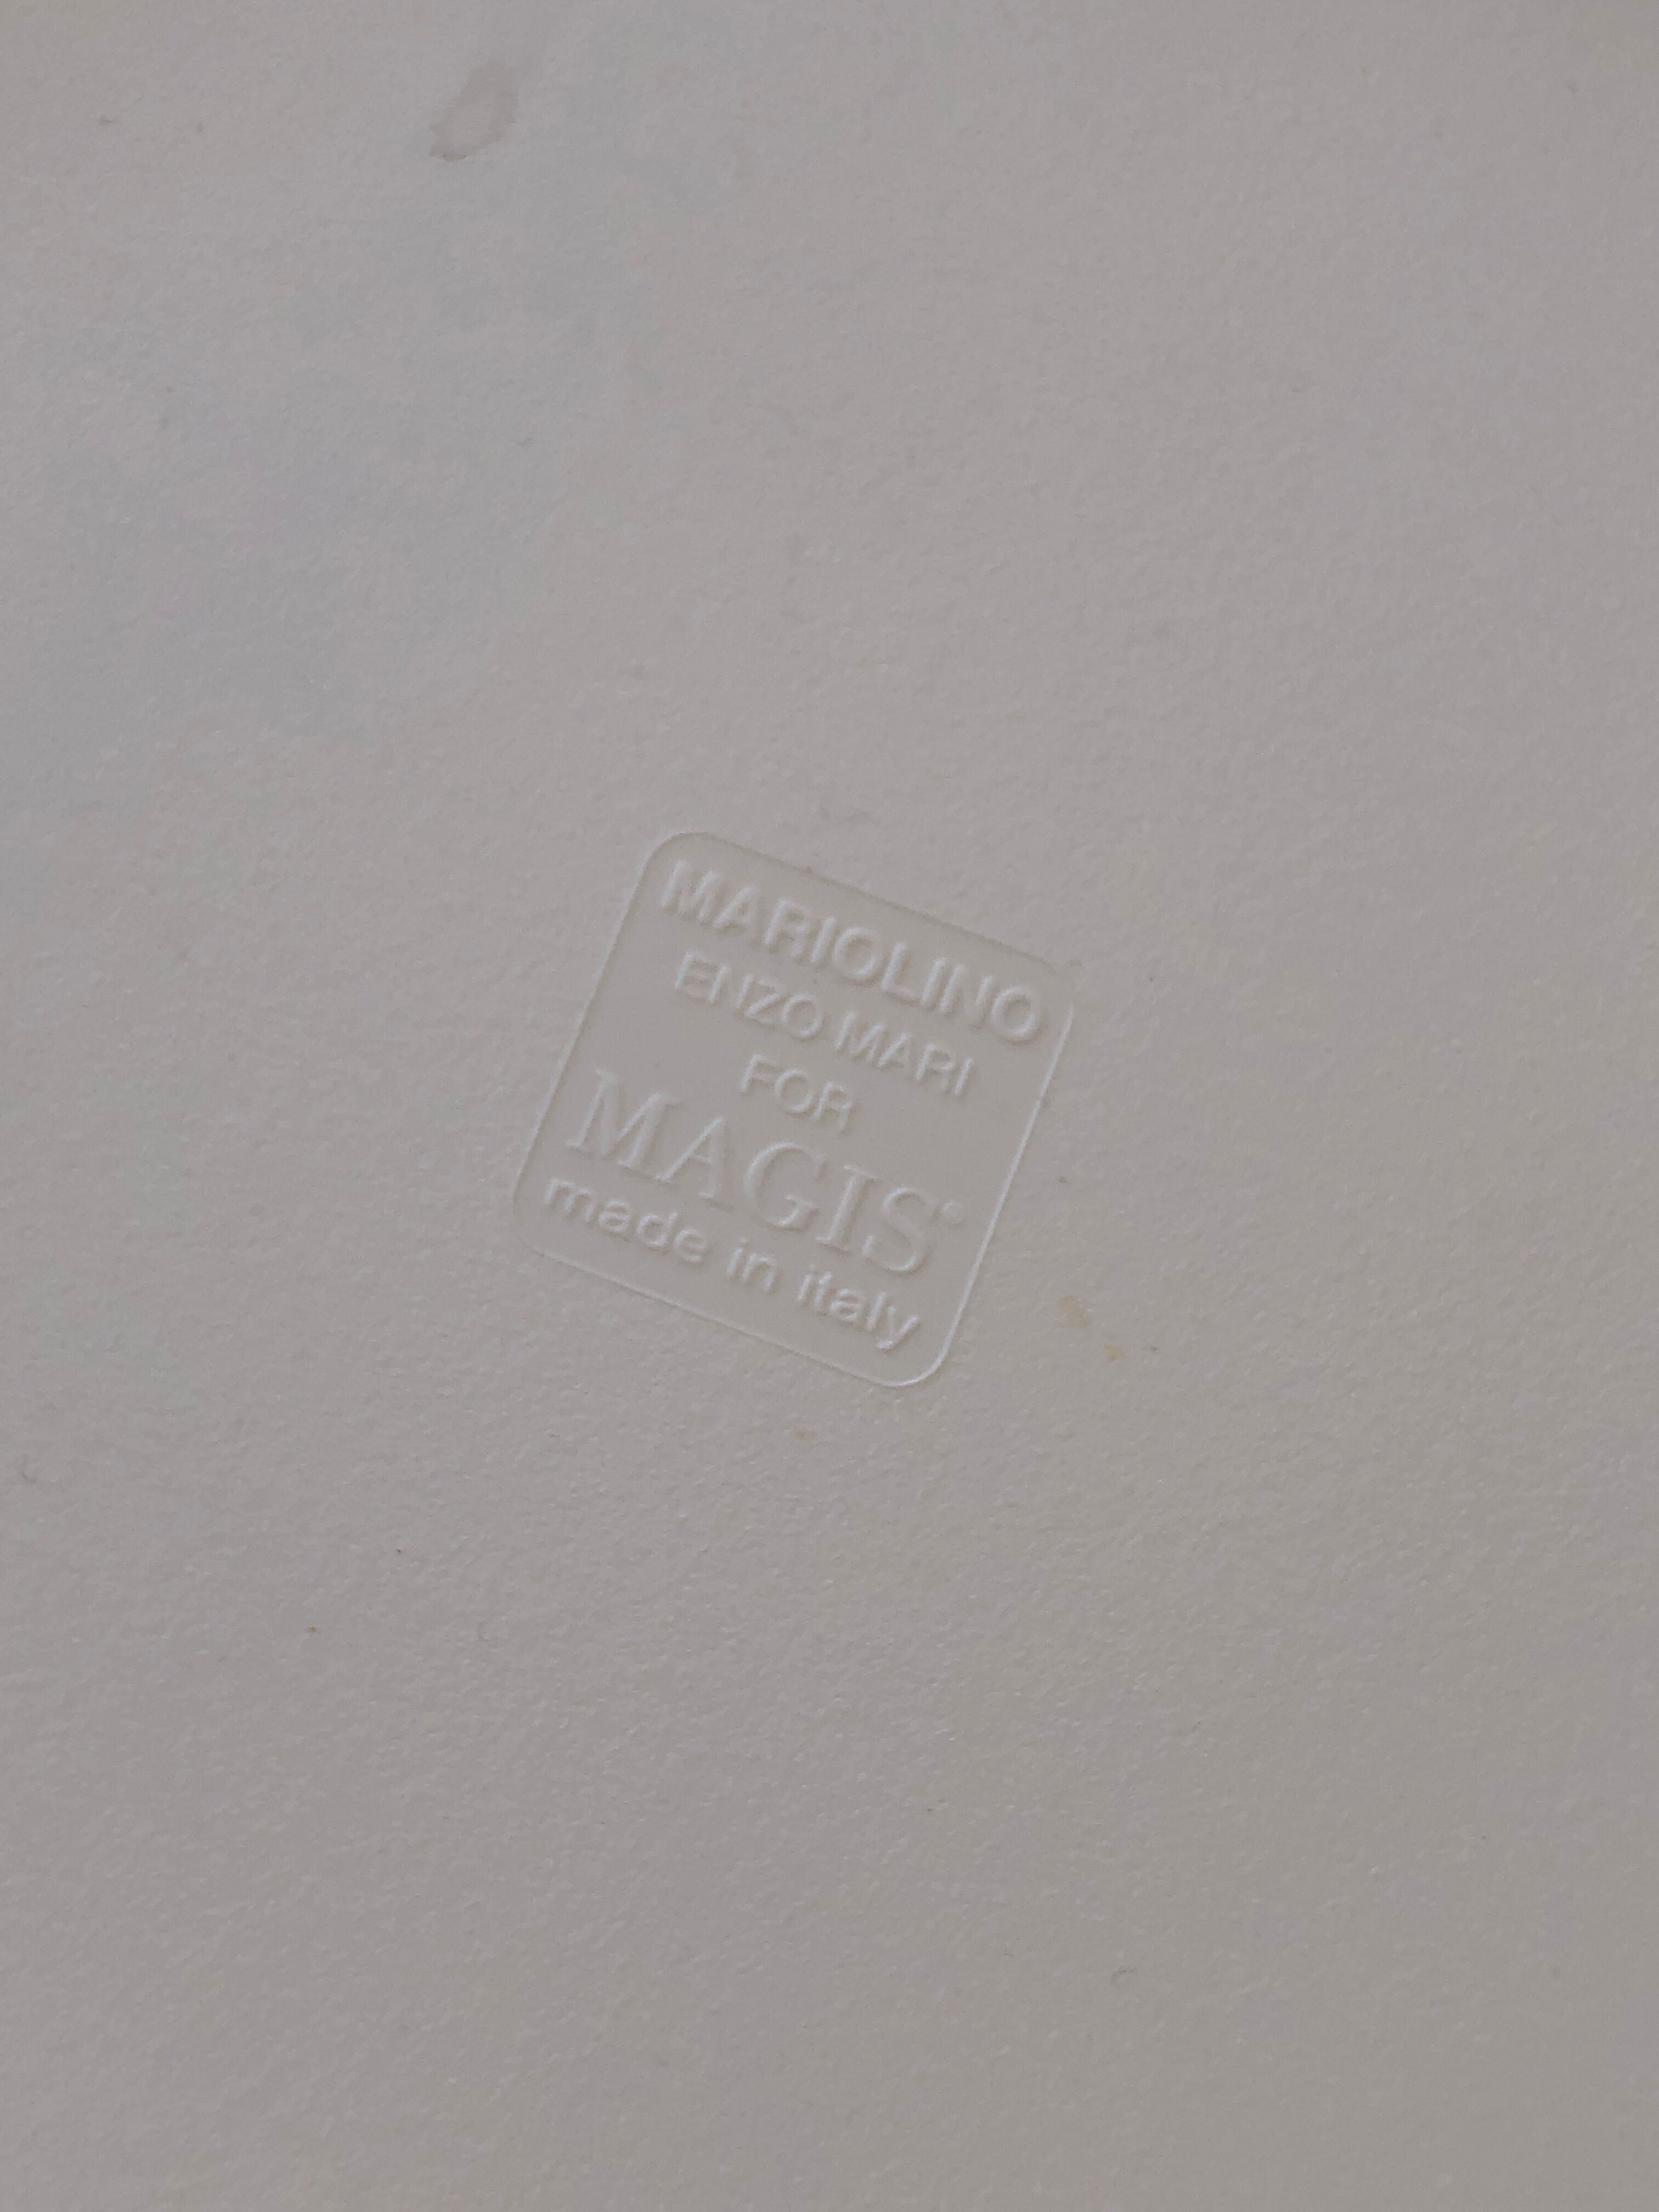 MARIOLINO
ENZO MARI
FOR
MAGIS®
made in italy